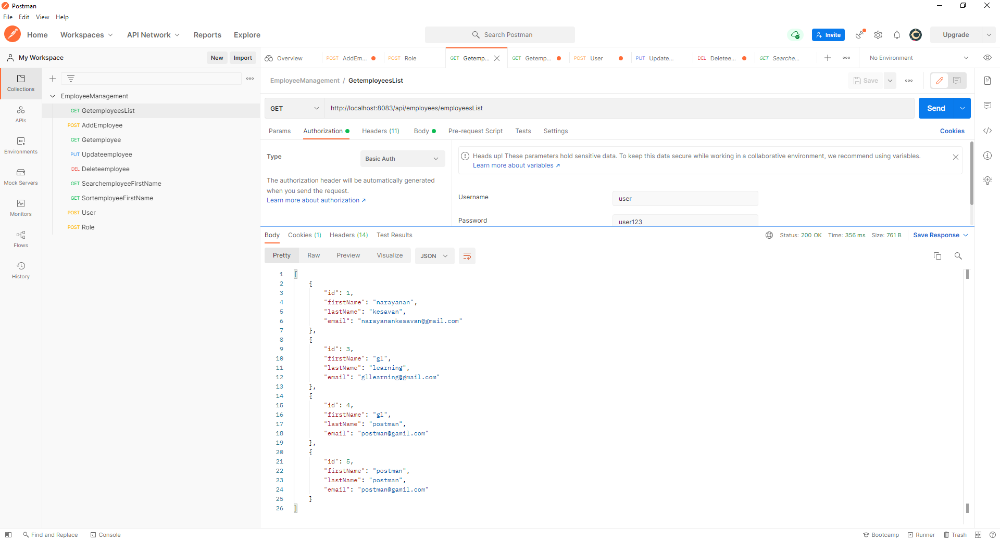 Postman
File Edit View Help
Home Workspaces API Network Reports Explore Search Postman Invite Upgrade
My Workspace New Import
Overview POST AddEm... POST Role GET Getemp... GET Getemp... POST User PUT Update... DEL Deletee... GET Searche... No Environment
Collections
APIs
Environments
Mock Servers
Monitors
Flows
History
EmployeeManagement
GET GetemployeesList
POST AddEmployee
GET Getemployee
PUT Updateemployee
DEL Deleteemployee
GET SearchemployeeFirstName
GET SortemployeeFirstName
POST User
POST Role
EmployeeManagement / GetemployeesList Save
GET http://localhost:8083/api/employees/employeesList Send
Params Authorization Headers (11) Body Pre-request Script Tests Settings Cookies
Type Basic Auth
The authorization header will be automatically generated
when you send the request.
Learn more about authorization
Heads up! These parameters hold sensitive data. To keep this data secure while working in a collaborative environment, we recommend using variables.
Learn more about variables
Username user
Password user123
Body Cookies (1) Headers (14) Test Results Status: 200 OK Time: 356 ms Size: 761 B Save Response
Pretty Raw Preview Visualize JSON
1 [
2 {
3 "id": 1,
4 "firstName": "narayanan",
5 "lastName": "kesavan",
6 "email": "narayanankesavan@gmail.com"
7 },
8 {
9 "id": 3,
10 "firstName": "gl",
11 "lastName": "learning",
12 "email": "gllearning@gmail.com"
13 },
14 {
15 "id": 4,
16 "firstName": "gl",
17 "lastName": "postman",
18 "email": "postman@gamil.com"
19 },
20 {
21 "id": 5,
22 "firstName": "postman",
23 "lastName": "postman",
24 "email": "postman@gamil.com"
25 }
26 ]
Find and Replace Console Bootcamp Runner Trash